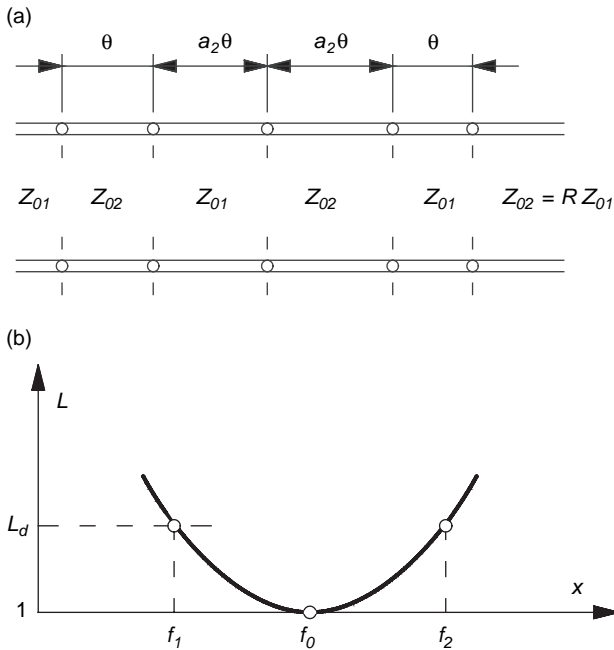 (a)
θ a₂θ a₂θ θ
Z₀₁ Z₀₂ Z₀₁ Z₀₂ Z₀₁ Z₀₂ = R Z₀₁
(b)
L
L_d
1 x
f₁ f₀ f₂